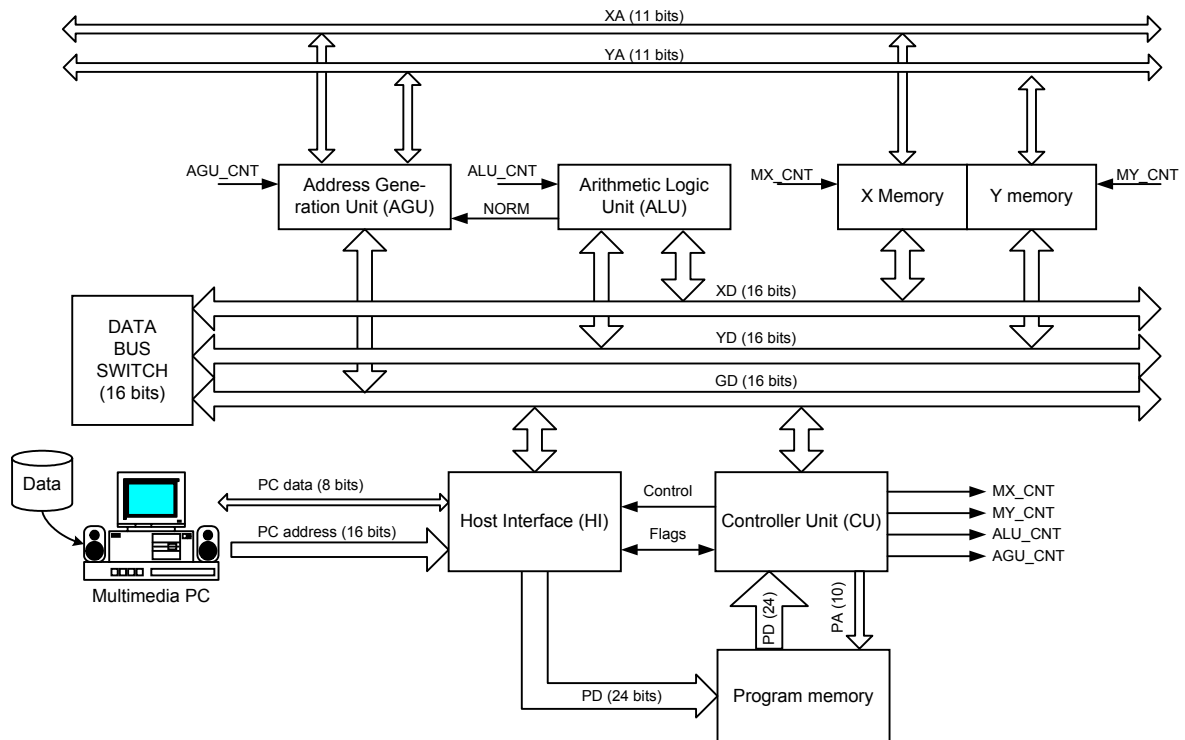 XA (11 bits)
YA (11 bits)
AGU_CNT
Address Gene-
ration Unit (AGU)
ALU_CNT
NORM
Arithmetic Logic
Unit (ALU)
MX_CNT
X Memory
Y memory
MY_CNT
DATA
BUS
SWITCH
(16 bits)
XD (16 bits)
YD (16 bits)
GD (16 bits)
Data
Multimedia PC
PC data (8 bits)
PC address (16 bits)
Host Interface (HI)
Control
Flags
Controller Unit (CU)
MX_CNT
MY_CNT
ALU_CNT
AGU_CNT
PD (24)
PA (10)
PD (24 bits)
Program memory